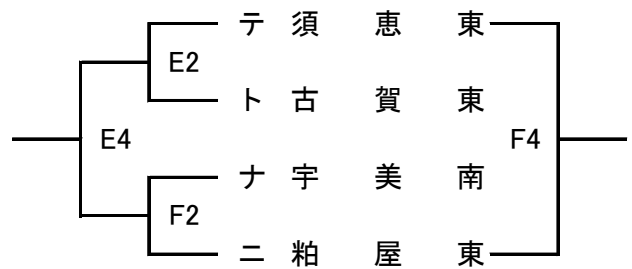 テ 須 恵 東
E2
ト 古 賀 東
E4 F4
ナ 宇 美 南
F2
ニ 粕 屋 東